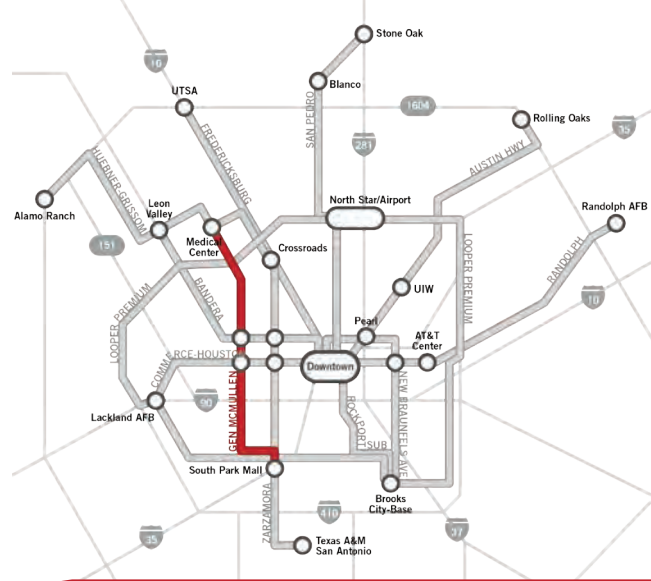 Stone Oak
10
Blanco
UTSA
1604
SAN PEDRO
FREDERICKSBURG
Rolling Oaks
35
281
AUSTIN HWY
HUEBNER-GRISSOM
Alamo Ranch
Leon
Valley
North Star/Airport
Randolph AFB
Medical
Center
151
Crossroads
LOOPER PREMIUM
RANDOLPH
UIW
10
BANDERA
LOOPER PREMIUM
Pearl
AT&T
Center
COMMERCE-HOUSTON
Downtown
90
Lackland AFB
GEN MCMULLEN
ROCKPORT-SUB
NEW BRAUNFELS AVE
South Park Mall
Brooks
City-Base
ZARZAMORA
410
35
37
Texas A&M
San Antonio